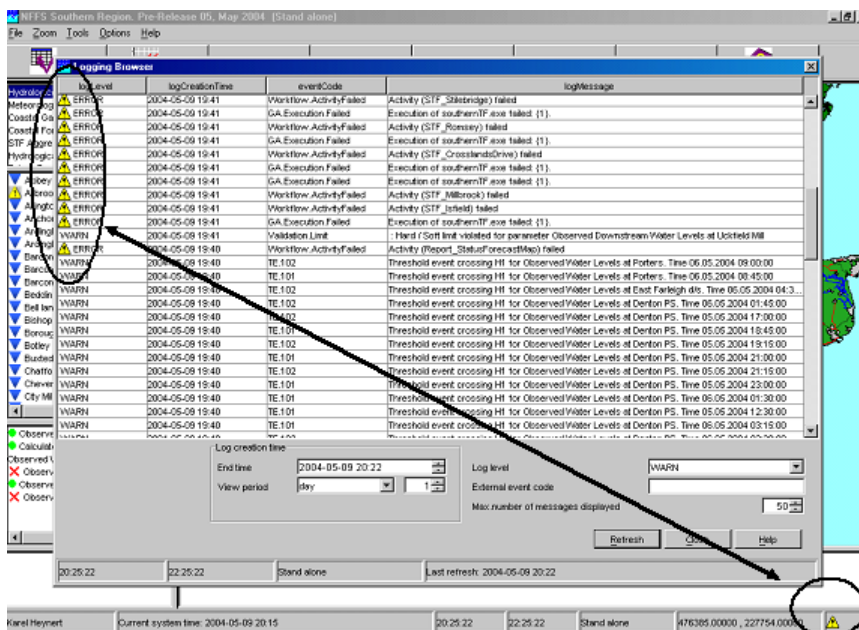 NFFS Southern Region. Pre-Release 05, May 2004 (Stand alone)
File Zoom Tools Options Help
Logging Browser
logLevel logCreationTime eventCode logMessage
ERROR 2004-05-09 19:41 Workflow.ActivityFailed Activity (STF_Stilebridge) failed
ERROR 2004-05-09 19:41 GA.Execution Failed Execution of southernTF.exe failed: {1}.
ERROR 2004-05-09 19:41 Workflow.ActivityFailed Activity (STF_Romsey) failed
ERROR 2004-05-09 19:41 GA.Execution Failed Execution of southernTF.exe failed: {1}.
ERROR 2004-05-09 19:41 Workflow.ActivityFailed Activity (STF_CrosslandsDrive) failed
ERROR 2004-05-09 19:41 GA.Execution Failed Execution of southernTF.exe failed: {1}.
ERROR 2004-05-09 19:41 GA.Execution Failed Execution of southernTF.exe failed: {1}.
ERROR 2004-05-09 19:41 Workflow.ActivityFailed Activity (STF_Millbrook) failed
ERROR 2004-05-09 19:41 Workflow.ActivityFailed Activity (STF_Isfield) failed
ERROR 2004-05-09 19:41 GA.Execution Failed Execution of southernTF.exe failed: {1}.
WARN 2004-05-09 19:41 Validation.Limit : Hard / Soft limit violated for parameter Observed Downstream Water Levels at Uckfield Mill
ERROR 2004-05-09 19:40 Workflow.ActivityFailed Activity (Report_StatusForecastMap) failed
WARN 2004-05-09 19:40 TE.102 Threshold event crossing H1 for Observed Water Levels at Porters. Time 06.05.2004 09:00:00
WARN 2004-05-09 19:40 TE.101 Threshold event crossing H1 for Observed Water Levels at Porters. Time 06.05.2004 08:45:00
WARN 2004-05-09 19:40 TE.102 Threshold event crossing H1 for Observed Water Levels at East Farleigh d/s. Time 06.05.2004 04:3...
WARN 2004-05-09 19:40 TE.101 Threshold event crossing H1 for Observed Water Levels at Denton PS. Time 06.05.2004 01:45:00
WARN 2004-05-09 19:40 Threshold event crossing H1 for Observed Water Levels at Denton PS. Time 05.05.2004 17:00:00
WARN 2004-05-09 19:40 TE.101 Threshold event crossing H1 for Observed Water Levels at Denton PS. Time 05.05.2004 18:45:00
WARN 2004-05-09 19:40 TE.102 Threshold event crossing H1 for Observed Water Levels at Denton PS. Time 05.05.2004 19:15:00
WARN 2004-05-09 19:40 TE.101 Threshold event crossing H1 for Observed Water Levels at Denton PS. Time 05.05.2004 21:00:00
WARN 2004-05-09 19:40 TE.102 Threshold event crossing H1 for Observed Water Levels at Denton PS. Time 05.05.2004 21:15:00
WARN 2004-05-09 19:40 TE.101 Threshold event crossing H1 for Observed Water Levels at Denton PS. Time 05.05.2004 23:00:00
WARN 2004-05-09 19:40 TE.102 Threshold event crossing H1 for Observed Water Levels at Denton PS. Time 06.05.2004 01:30:00
WARN 2004-05-09 19:40 TE.101 Threshold event crossing H1 for Observed Water Levels at Denton PS. Time 05.05.2004 12:30:00
WARN 2004-05-09 19:40 TE.102 Threshold event crossing H1 for Observed Water Levels at Denton PS. Time 06.05.2004 03:15:00
Bishop
Botley
Buxted
City Mil
Log creation time
End time 2004-05-09 20:22
View period day 1
Log level WARN
External event code
Max.number of messages displayed 50
Refresh Help
20:25:22 22:25:22 Stand alone Last refresh: 2004-05-09 20:22
Karel Heynert Current system time: 2004-05-09 20:15 20:25:22 22:25:22 Stand alone 476385.00000 , 227754.00000